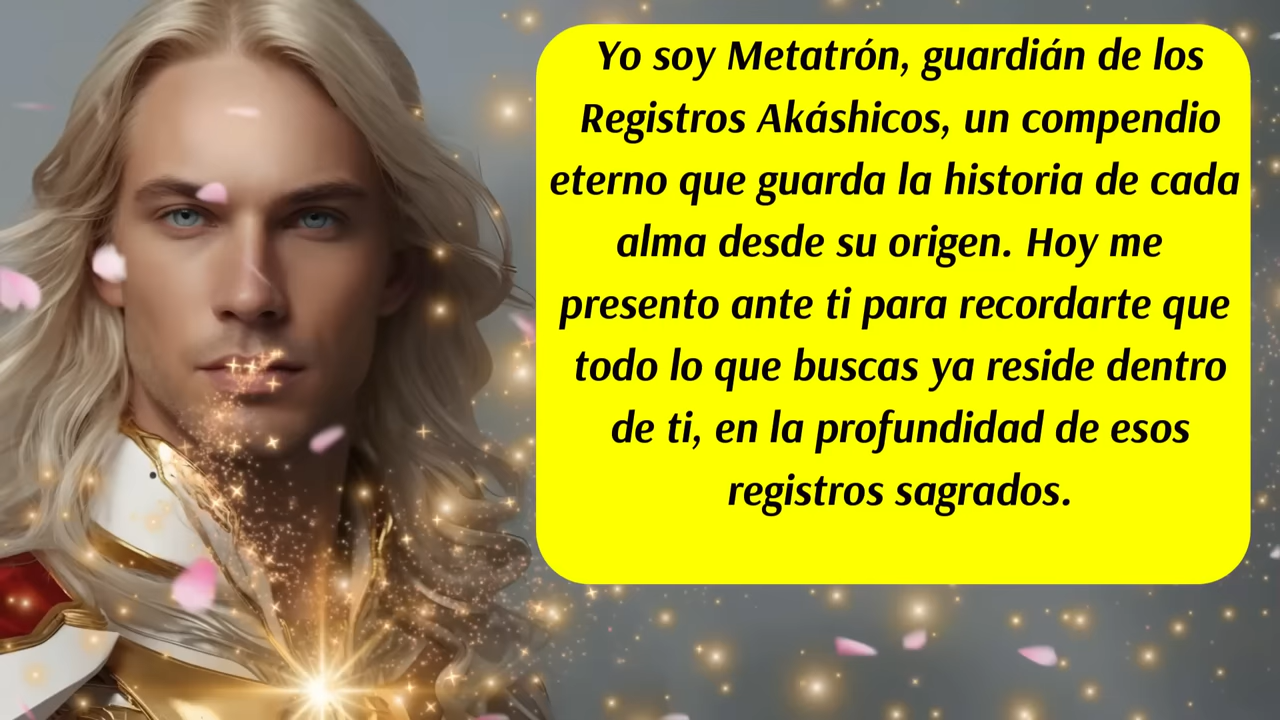 Yo soy Metatrón, guardián de los
Registros Akáshicos, un compendio
eterno que guarda la historia de cada
alma desde su origen. Hoy me
presento ante ti para recordarte que
todo lo que buscas ya reside dentro
de ti, en la profundidad de esos
registros sagrados.